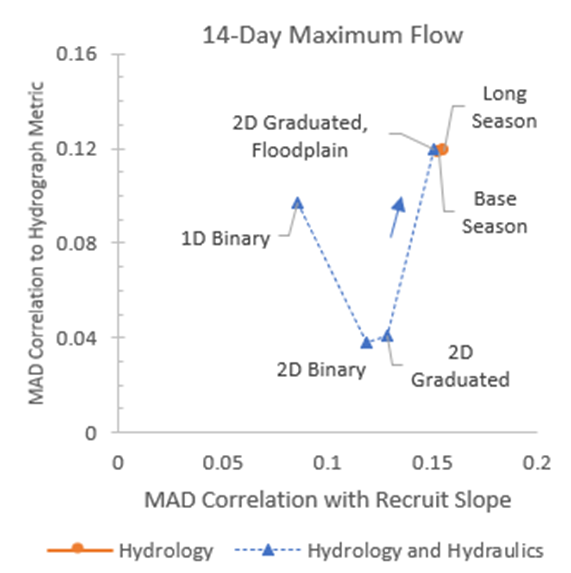 14-Day Maximum Flow
MAD Correlation to Hydrograph Metric
0.16
0.12
0.08
0.04
0
Long
Season
2D Graduated,
Floodplain
Base
Season
1D Binary
2D Binary
2D
Graduated
0
0.05
0.1
0.15
0.2
MAD Correlation with Recruit Slope
Hydrology
Hydrology and Hydraulics